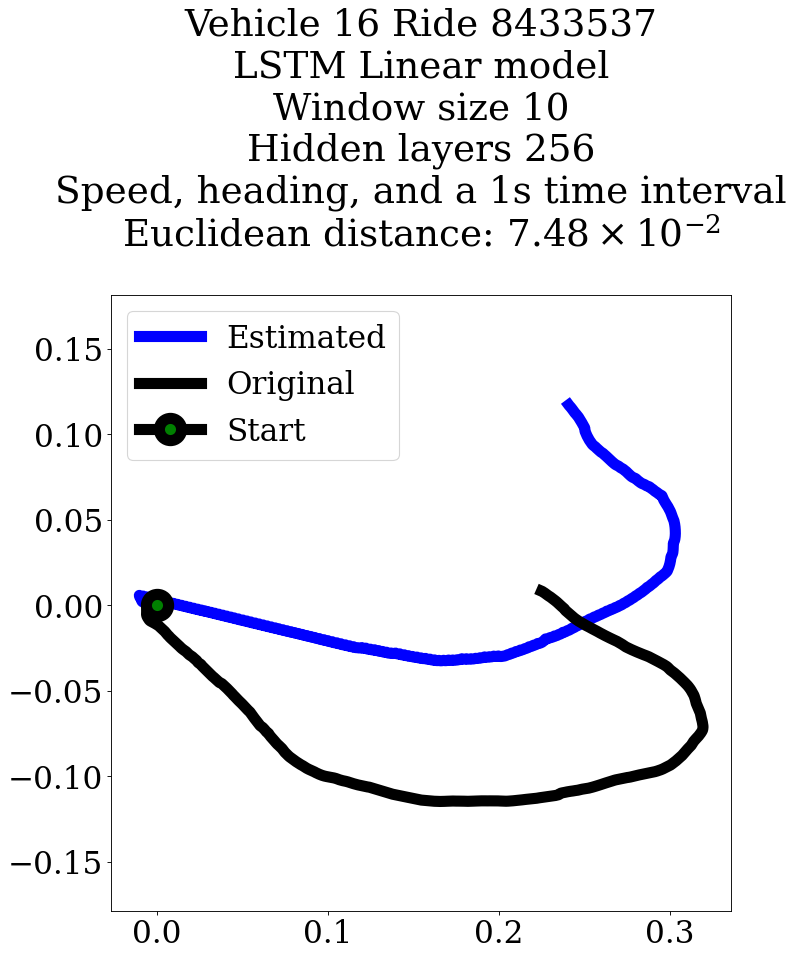 Vehicle 16 Ride 8433537
LSTM Linear model
Window size 10
Hidden layers 256
Speed, heading, and a 1s time interval
Euclidean distance: 7.48 × 10⁻²
Estimated
Original
Start
0.15
0.10
0.05
0.00
−0.05
−0.10
−0.15
0.0 0.1 0.2 0.3